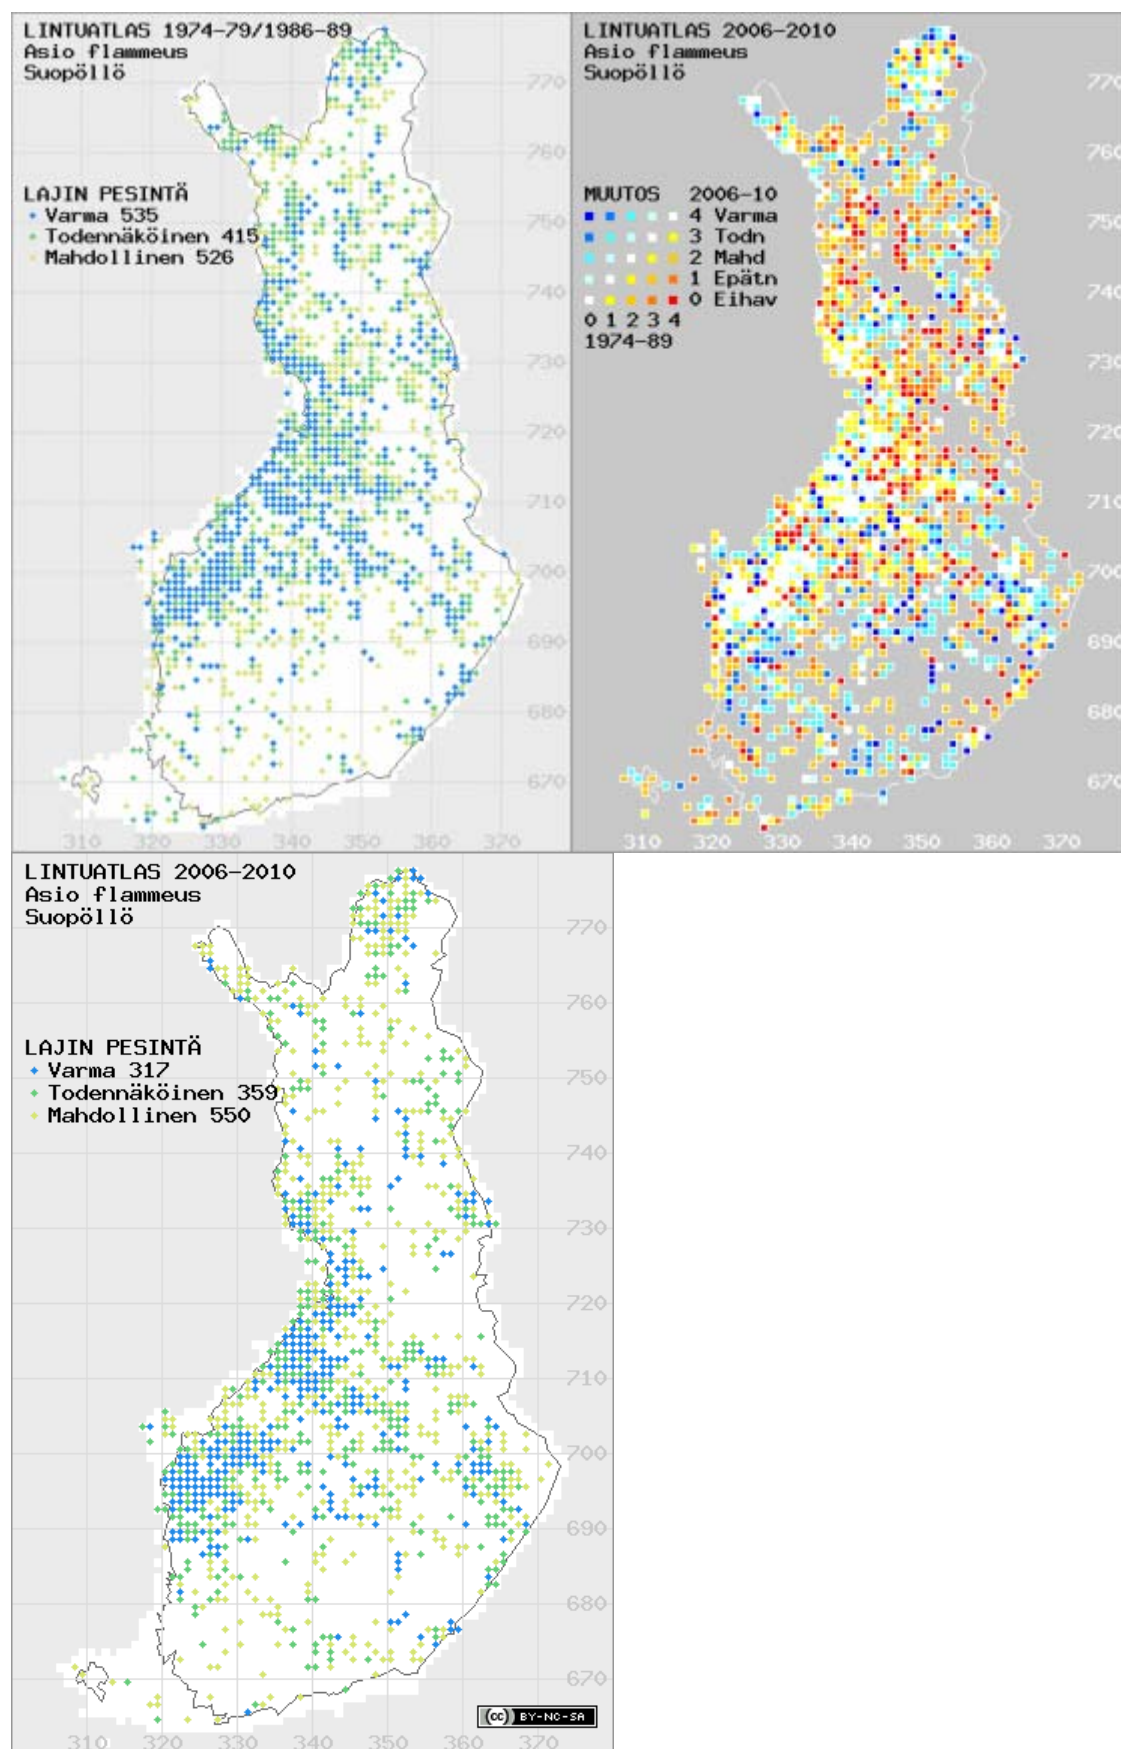 LINTUATLAS 1974-79/1986-89
Asio flammeus
Suopöllö
770
760
LAJIN PESINTÄ
Varma 535
750
Todennäköinen 415
Mahdollinen 526
740
730
720
710
700
690
680
670
310 320 330 340 350 360 370
LINTUATLAS 2006-2010
Asio flammeus
Suopöllö
770
760
MUUTOS 2006-10
4 Varma
750
3 Todn
2 Mahd
1 Epätn
740
0 Eihav
0 1 2 3 4
1974-89
730
720
710
700
690
680
670
310 320 330 340 350 360 370
LINTUATLAS 2006-2010
Asio flammeus
Suopöllö
770
760
LAJIN PESINTÄ
Varma 317
750
Todennäköinen 359
Mahdollinen 550
740
730
720
710
700
690
680
670
cc BY-NC-SA
310 320 330 340 350 360 370